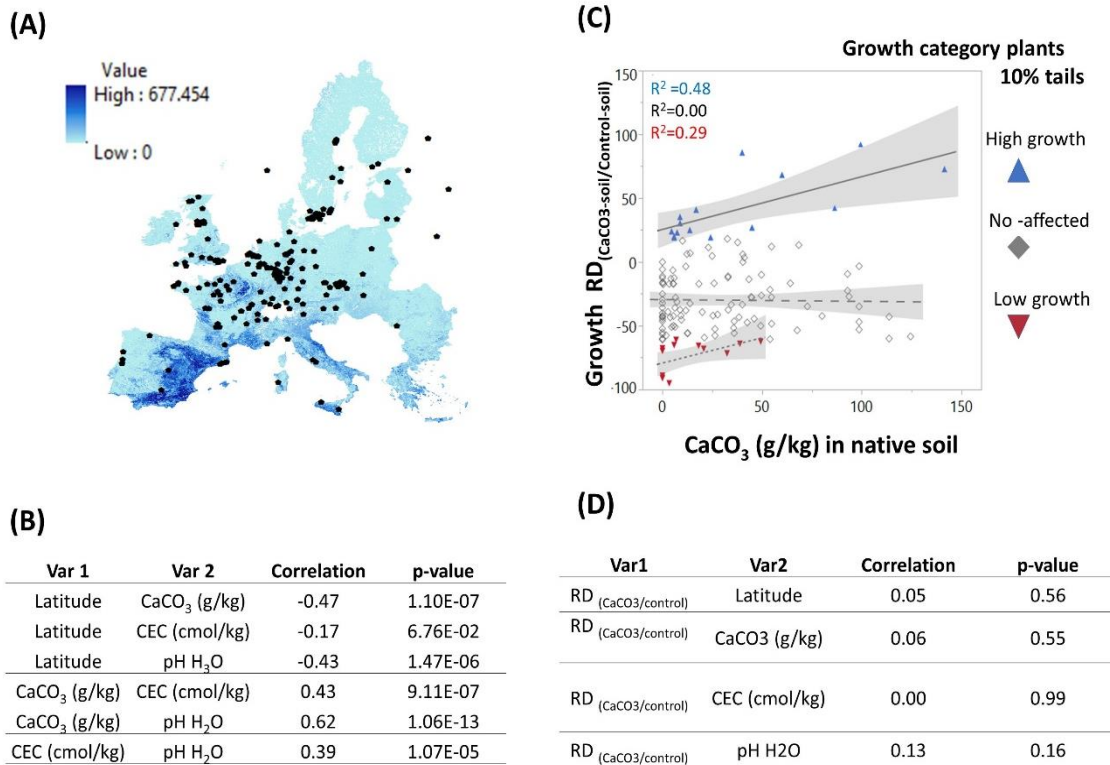 (A)
Value
High : 677.454
Low : 0
(B)
Var 1 Var 2 Correlation p-value
Latitude CaCO3 (g/kg) -0.47 1.10E-07
Latitude CEC (cmol/kg) -0.17 6.76E-02
Latitude pH H3O -0.43 1.47E-06
CaCO3 (g/kg) CEC (cmol/kg) 0.43 9.11E-07
CaCO3 (g/kg) pH H2O 0.62 1.06E-13
CEC (cmol/kg) pH H2O 0.39 1.07E-05
(C)
Growth category plants
10% tails
High growth
No -affected
Low growth
R2 =0.48
R2=0.00
R2=0.29
150
100
50
0
-50
-100
Growth RD(CaCO3-soil/Control-soil)
0 50 100 150
CaCO3 (g/kg) in native soil
(D)
Var1 Var2 Correlation p-value
RD (CaCO3/control) Latitude 0.05 0.56
RD (CaCO3/control) CaCO3 (g/kg) 0.06 0.55
RD (CaCO3/control) CEC (cmol/kg) 0.00 0.99
RD (CaCO3/control) pH H2O 0.13 0.16